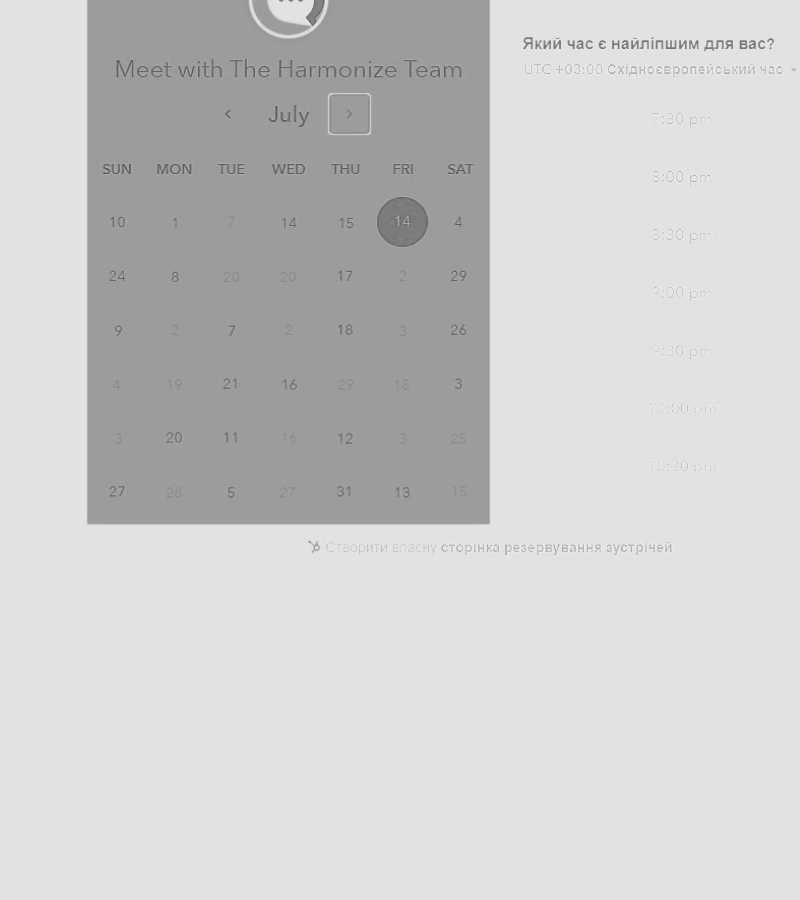 Meet with The Harmonize Team
July
SUN MON TUE WED THU FRI SAT
10 1 7 14 15 14 4
24 8 20 20 17 2 29
9 2 7 2 18 3 26
4 19 21 16 29 18 3
3 20 11 16 12 3 25
27 28 5 27 31 13 15
Який час є найліпшим для вас?
UTC +03:00 Східноєвропейський час
7:30 pm
8:00 pm
8:30 pm
9:00 pm
9:30 pm
10:00 pm
10:30 pm
Створити власну сторінка резервування зустрічей